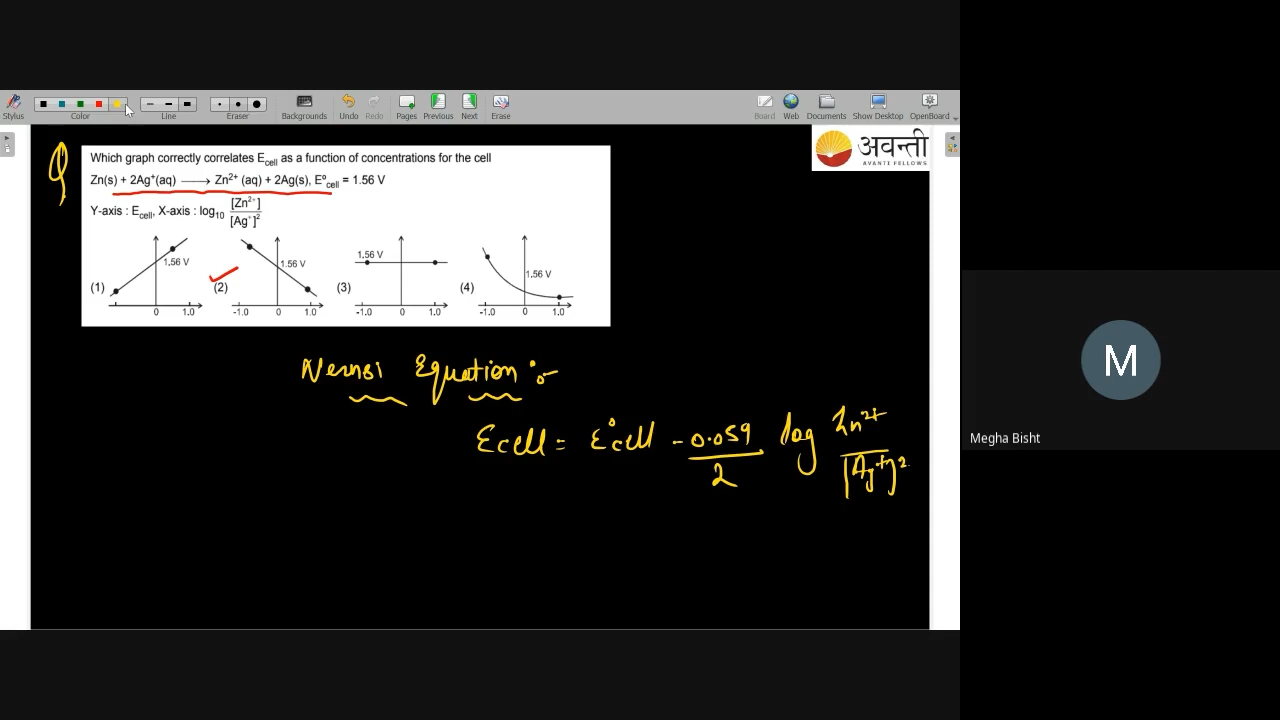 Stylus
Color
Line
Eraser
Backgrounds
Undo
Redo
Pages
Previous
Next
Erase
Board
Web
Documents
Show Desktop
OpenBoard
अवन्ती
AVANTI FELLOWS
Q
Which graph correctly correlates E_cell as a function of concentrations for the cell
Zn(s) + 2Ag⁺(aq) ⟶ Zn²⁺ (aq) + 2Ag(s), E°_cell = 1.56 V
Y-axis : E_cell, X-axis : log₁₀ [Zn²⁺] / [Ag⁺]²
(1) 1.56 V 0 1.0
(2) 1.56 V -1.0 0 1.0
(3) 1.56 V -1.0 0 1.0
(4) 1.56 V -1.0 0 1.0
Nernst Equation :-
Ecell = E°cell - 0.059 / 2 log Zn²⁺ / [Ag⁺]²
M
Megha Bisht